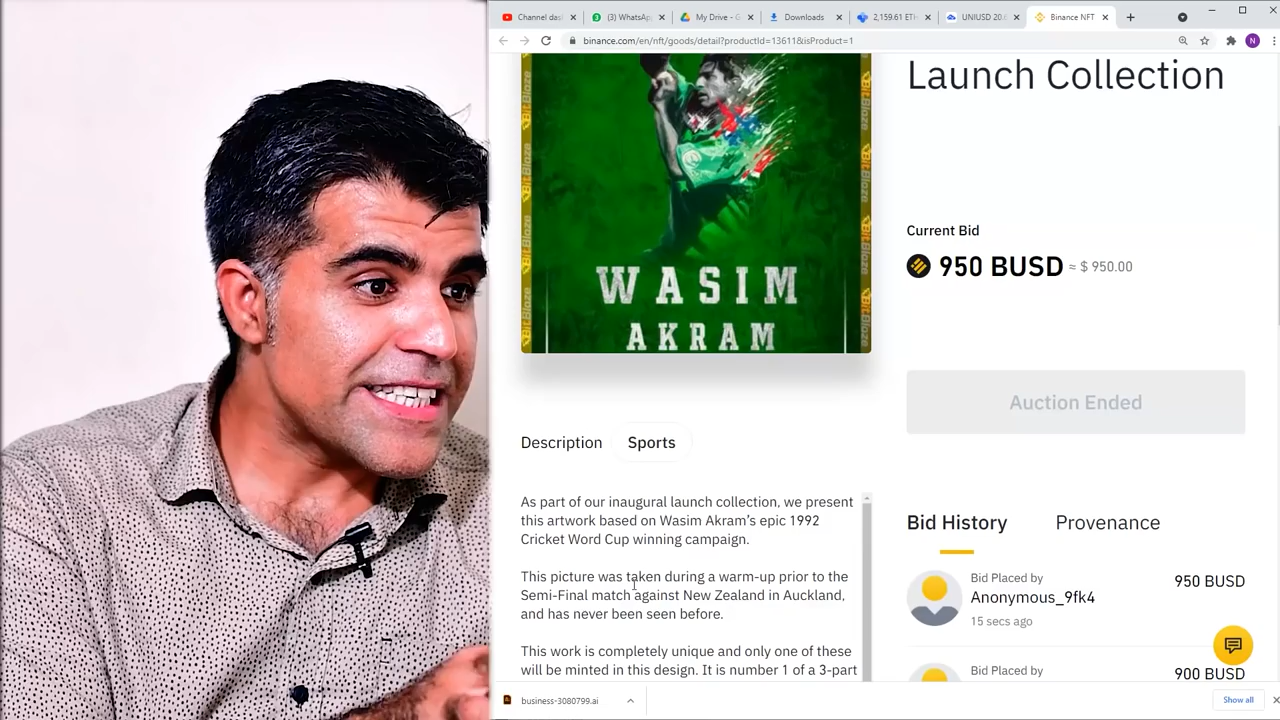 Channel das
(3) WhatsAp
My Drive - G
Downloads
2,159.61 ETH
UNIUSD 20.
Binance NFT
binance.com/en/nft/goods/detail?productId=13611&isProduct=1
N
Launch Collection
BitBlaze
BitBlaze
BitBlaze
BitBlaze
WASIM
AKRAM
Current Bid
950 BUSD ≈ $ 950.00
Auction Ended
Description Sports
As part of our inaugural launch collection, we present
this artwork based on Wasim Akram's epic 1992
Cricket Word Cup winning campaign.
This picture was taken during a warm-up prior to the
Semi-Final match against New Zealand in Auckland,
and has never been seen before.
This work is completely unique and only one of these
will be minted in this design. It is number 1 of a 3-part
Bid History Provenance
Bid Placed by
Anonymous_9fk4
15 secs ago
950 BUSD
Bid Placed by
900 BUSD
business-3080799.ai
Show all